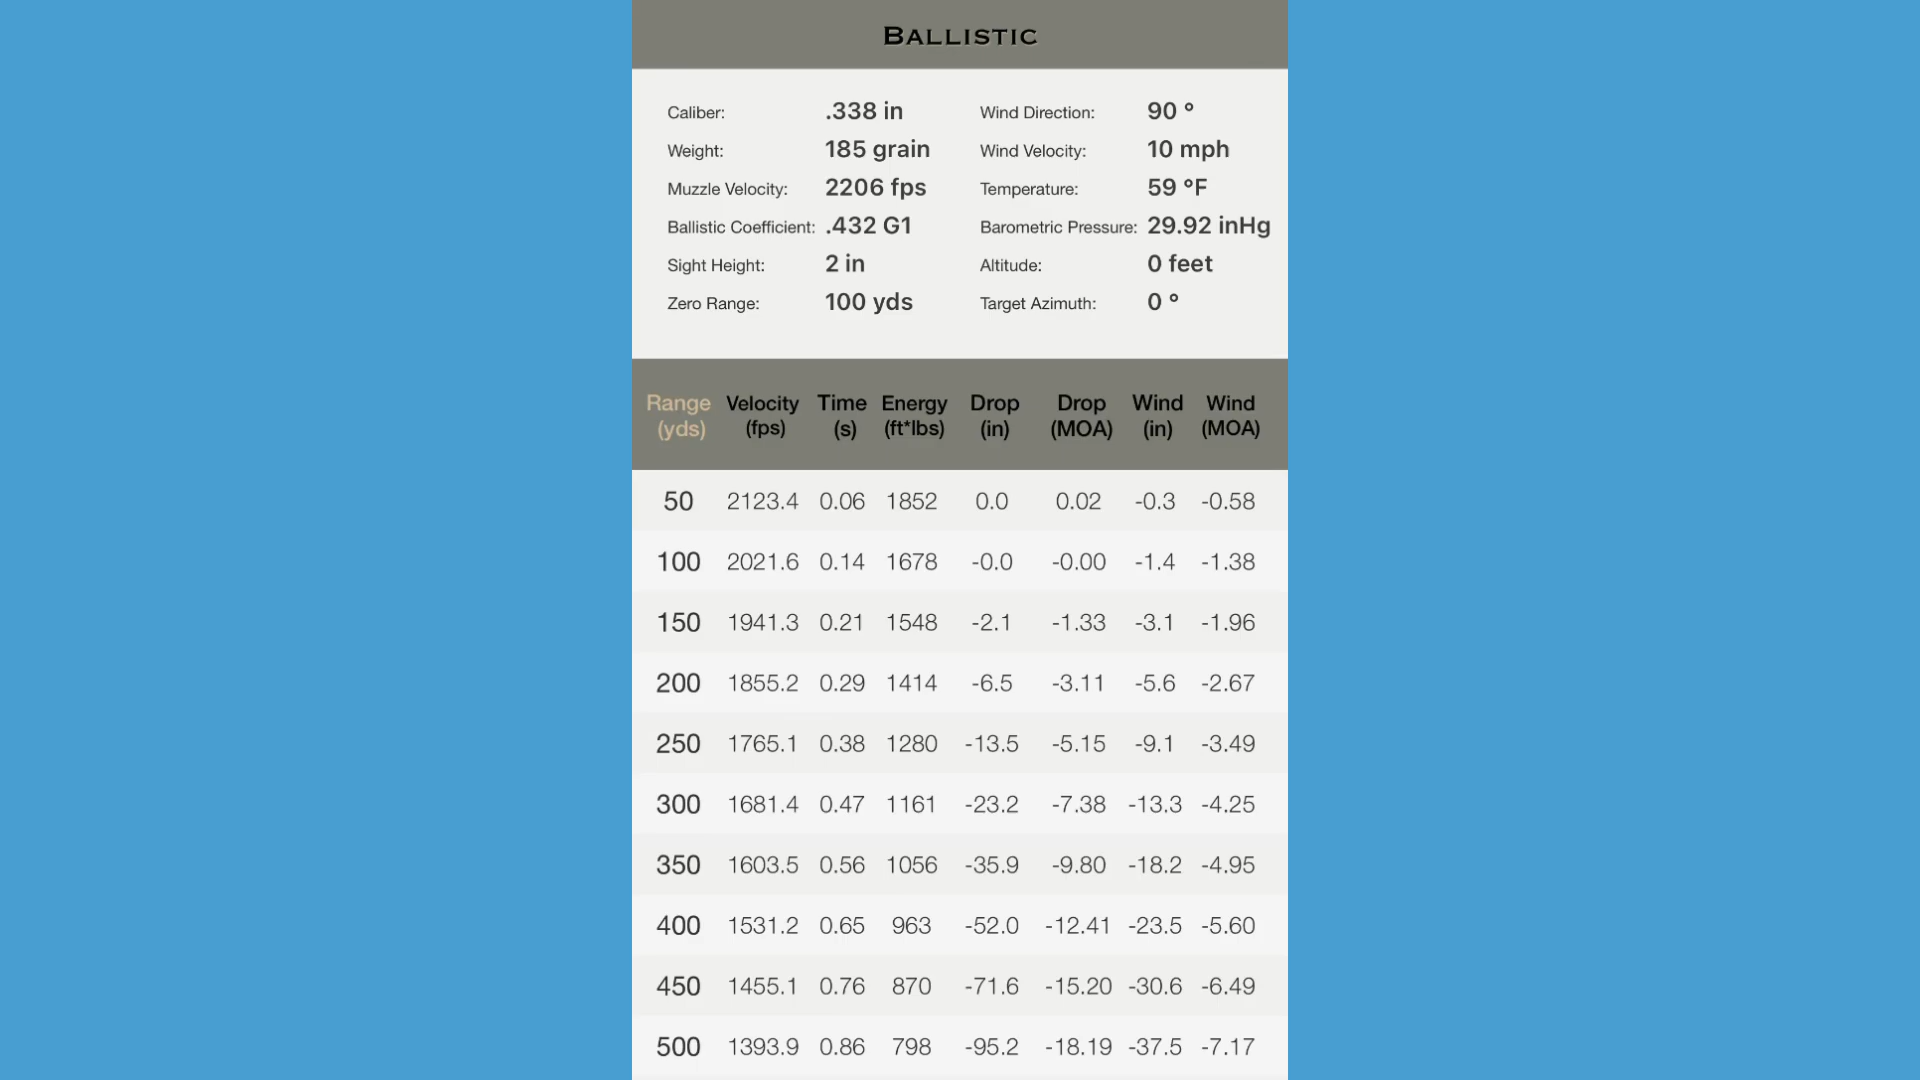 BALLISTIC
Caliber: .338 in Wind Direction: 90 °
Weight: 185 grain Wind Velocity: 10 mph
Muzzle Velocity: 2206 fps Temperature: 59 °F
Ballistic Coefficient: .432 G1 Barometric Pressure: 29.92 inHg
Sight Height: 2 in Altitude: 0 feet
Zero Range: 100 yds Target Azimuth: 0 °
Range Velocity Time Energy Drop Drop Wind Wind
(yds) (fps) (s) (ft*lbs) (in) (MOA) (in) (MOA)
50 2123.4 0.06 1852 0.0 0.02 -0.3 -0.58
100 2021.6 0.14 1678 -0.0 -0.00 -1.4 -1.38
150 1941.3 0.21 1548 -2.1 -1.33 -3.1 -1.96
200 1855.2 0.29 1414 -6.5 -3.11 -5.6 -2.67
250 1765.1 0.38 1280 -13.5 -5.15 -9.1 -3.49
300 1681.4 0.47 1161 -23.2 -7.38 -13.3 -4.25
350 1603.5 0.56 1056 -35.9 -9.80 -18.2 -4.95
400 1531.2 0.65 963 -52.0 -12.41 -23.5 -5.60
450 1455.1 0.76 870 -71.6 -15.20 -30.6 -6.49
500 1393.9 0.86 798 -95.2 -18.19 -37.5 -7.17